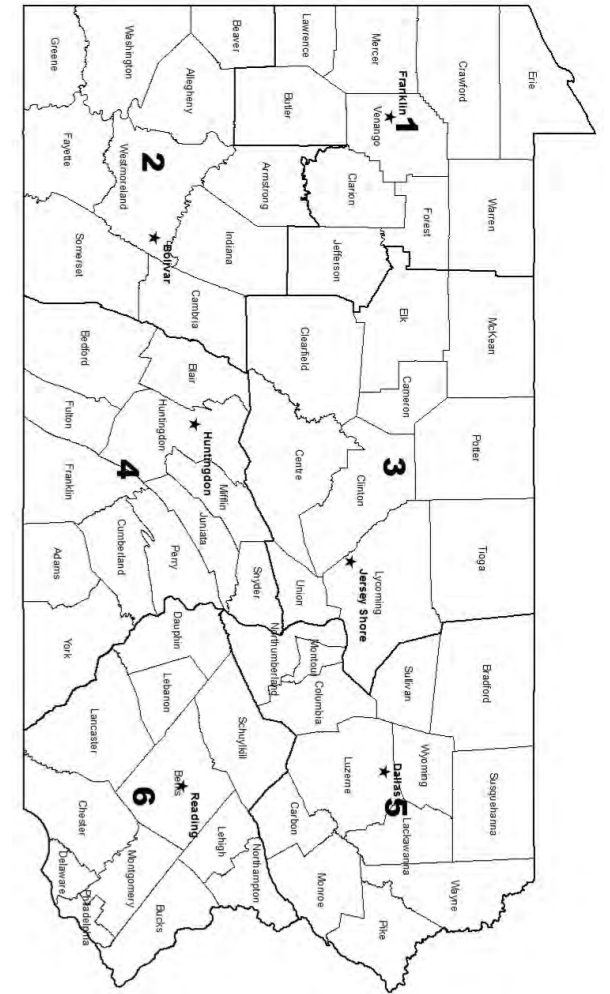 Erie
Crawford
Mercer
Lawrence
Beaver
Washington
Greene
Franklin
1
Venango
Butler
Allegheny
Warren
Forest
Clarion
Armstrong
2
Westmoreland
Fayette
Jefferson
Indiana
Bolivar
Somerset
McKean
Elk
Cameron
Clearfield
Cambria
Blair
Bedford
Potter
3
Clinton
Centre
Huntingdon
Huntingdon
4
Fulton
Franklin
Mifflin
Juniata
Perry
Cumberland
Adams
Tioga
Lycoming
Jersey Shore
Union
Snyder
Bradford
Sullivan
Montour
Northumberland
Columbia
Dauphin
Lebanon
York
Lancaster
Susquehanna
Wyoming
Dallas
5
Lackawanna
Luzerne
Schuylkill
Carbon
Reading
Berks
6
Wayne
Pike
Monroe
Lehigh
Northampton
Chester
Montgomery
Bucks
Delaware
Philadelphia